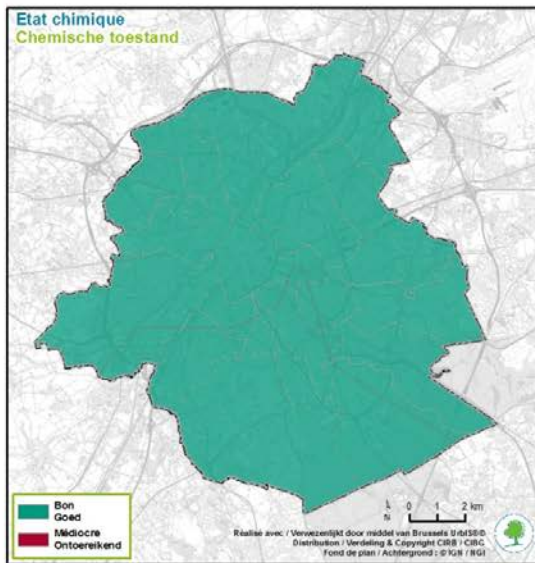 Etat chimique
Chemische toestand
Bon
Goed
Médiocre
Ontoereikend
N
0 1 2 km
Réalisé avec / Verwezenlijkt door middel van Brussels UrbIS®©
Distribution / Verdeling & Copyright CIRB / CIBG
Fond de plan / Achtergrond : © IGN / NGI